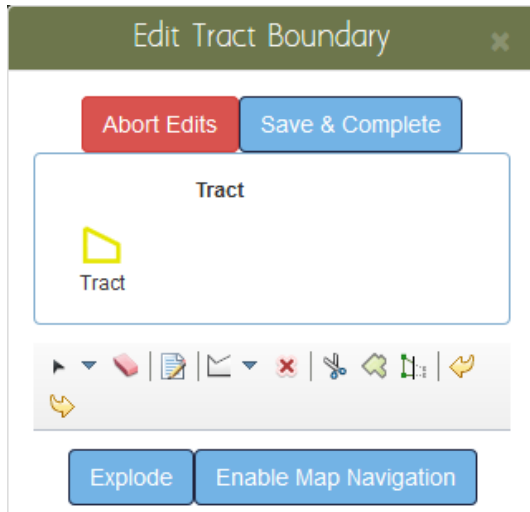 Edit Tract Boundary
Abort Edits Save & Complete
Tract
Tract
Explode Enable Map Navigation